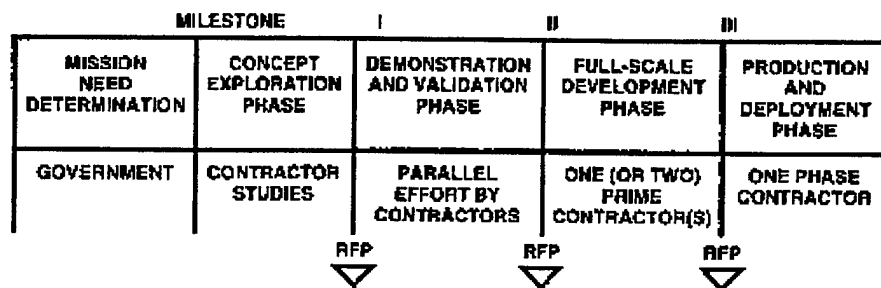 MILESTONE I II III
MISSION NEED DETERMINATION
CONCEPT EXPLORATION PHASE
DEMONSTRATION AND VALIDATION PHASE
FULL-SCALE DEVELOPMENT PHASE
PRODUCTION AND DEPLOYMENT PHASE
GOVERNMENT
CONTRACTOR STUDIES
PARALLEL EFFORT BY CONTRACTORS
ONE (OR TWO) PRIME CONTRACTOR(S)
ONE PHASE CONTRACTOR
RFP
RFP
RFP